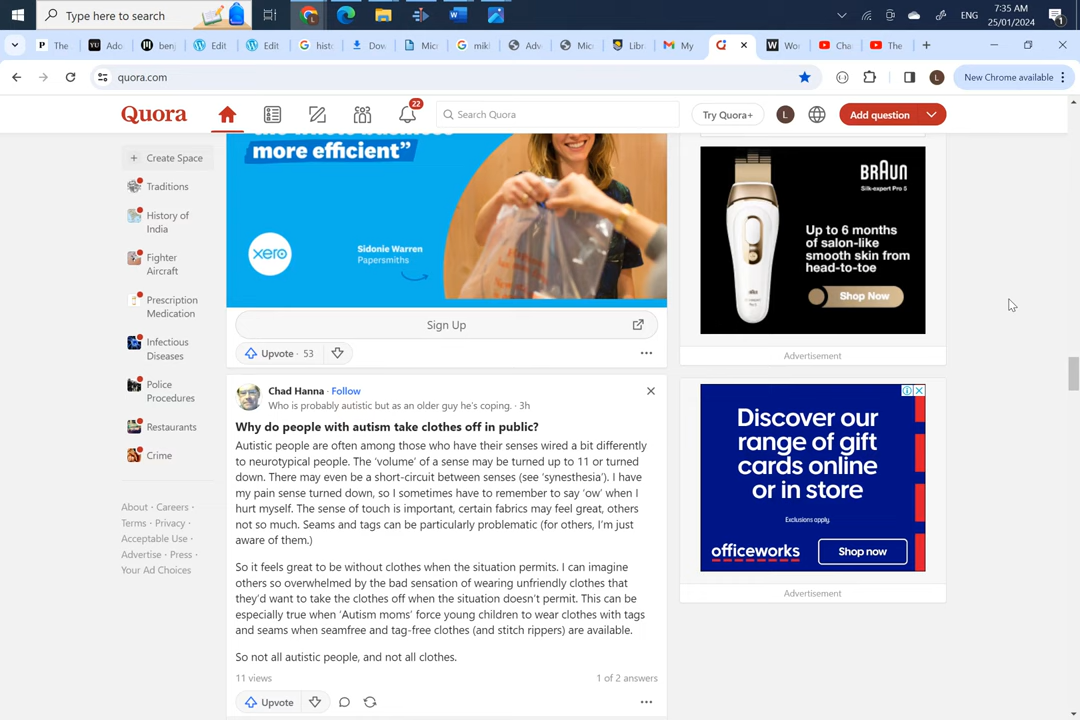 Type here to search
ENG
7:35 AM
25/01/2024
1
The
Ado
benj
Edit
Edit
histo
Dow
Micr
mik
Adv
Mic
Libr
My
Wor
Cha
The
quora.com
New Chrome available
Quora
22
Search Quora
Try Quora+
L
Add question
Create Space
Traditions
History of
India
Fighter
Aircraft
Prescription
Medication
Infectious
Diseases
Police
Procedures
Restaurants
Crime
About · Careers ·
Terms · Privacy ·
Acceptable Use ·
Advertise · Press ·
Your Ad Choices
the whole business
more efficient”
xero
Sidonie Warren
Papersmiths
Sign Up
Upvote · 53
Chad Hanna · Follow
Who is probably autistic but as an older guy he's coping. · 3h
Why do people with autism take clothes off in public?
Autistic people are often among those who have their senses wired a bit differently
to neurotypical people. The ‘volume’ of a sense may be turned up to 11 or turned
down. There may even be a short-circuit between senses (see ‘synesthesia’). I have
my pain sense turned down, so I sometimes have to remember to say ‘ow’ when I
hurt myself. The sense of touch is important, certain fabrics may feel great, others
not so much. Seams and tags can be particularly problematic (for others, I’m just
aware of them.)
So it feels great to be without clothes when the situation permits. I can imagine
others so overwhelmed by the bad sensation of wearing unfriendly clothes that
they’d want to take the clothes off when the situation doesn’t permit. This can be
especially true when ‘Autism moms’ force young children to wear clothes with tags
and seams when seamfree and tag-free clothes (and stitch rippers) are available.
So not all autistic people, and not all clothes.
11 views
1 of 2 answers
Upvote
BRAUN
Silk-expert Pro 5
Up to 6 months
of salon-like
smooth skin from
head-to-toe
Shop Now
Advertisement
Discover our
range of gift
cards online
or in store
Exclusions apply.
officeworks
Shop now
Advertisement